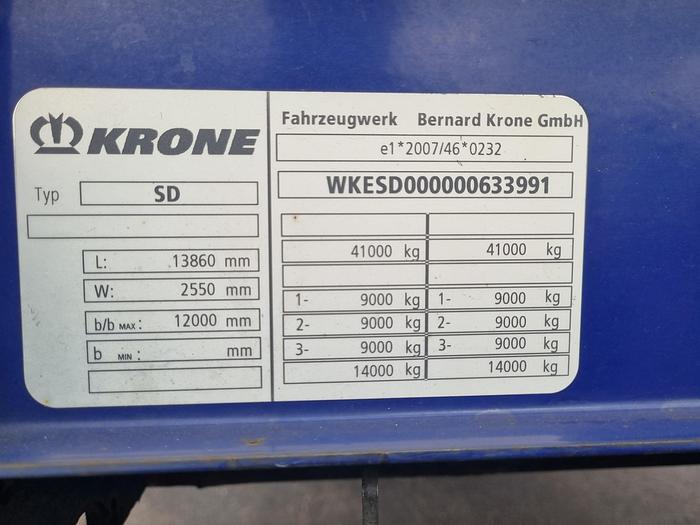 KRONE
Typ SD
L: 13860 mm
W: 2550 mm
b/b MAX: 12000 mm
b MIN: mm
Fahrzeugwerk Bernard Krone GmbH
e1*2007/46*0232
WKESD000000633991
41000 kg 41000 kg
1- 9000 kg 1- 9000 kg
2- 9000 kg 2- 9000 kg
3- 9000 kg 3- 9000 kg
14000 kg 14000 kg